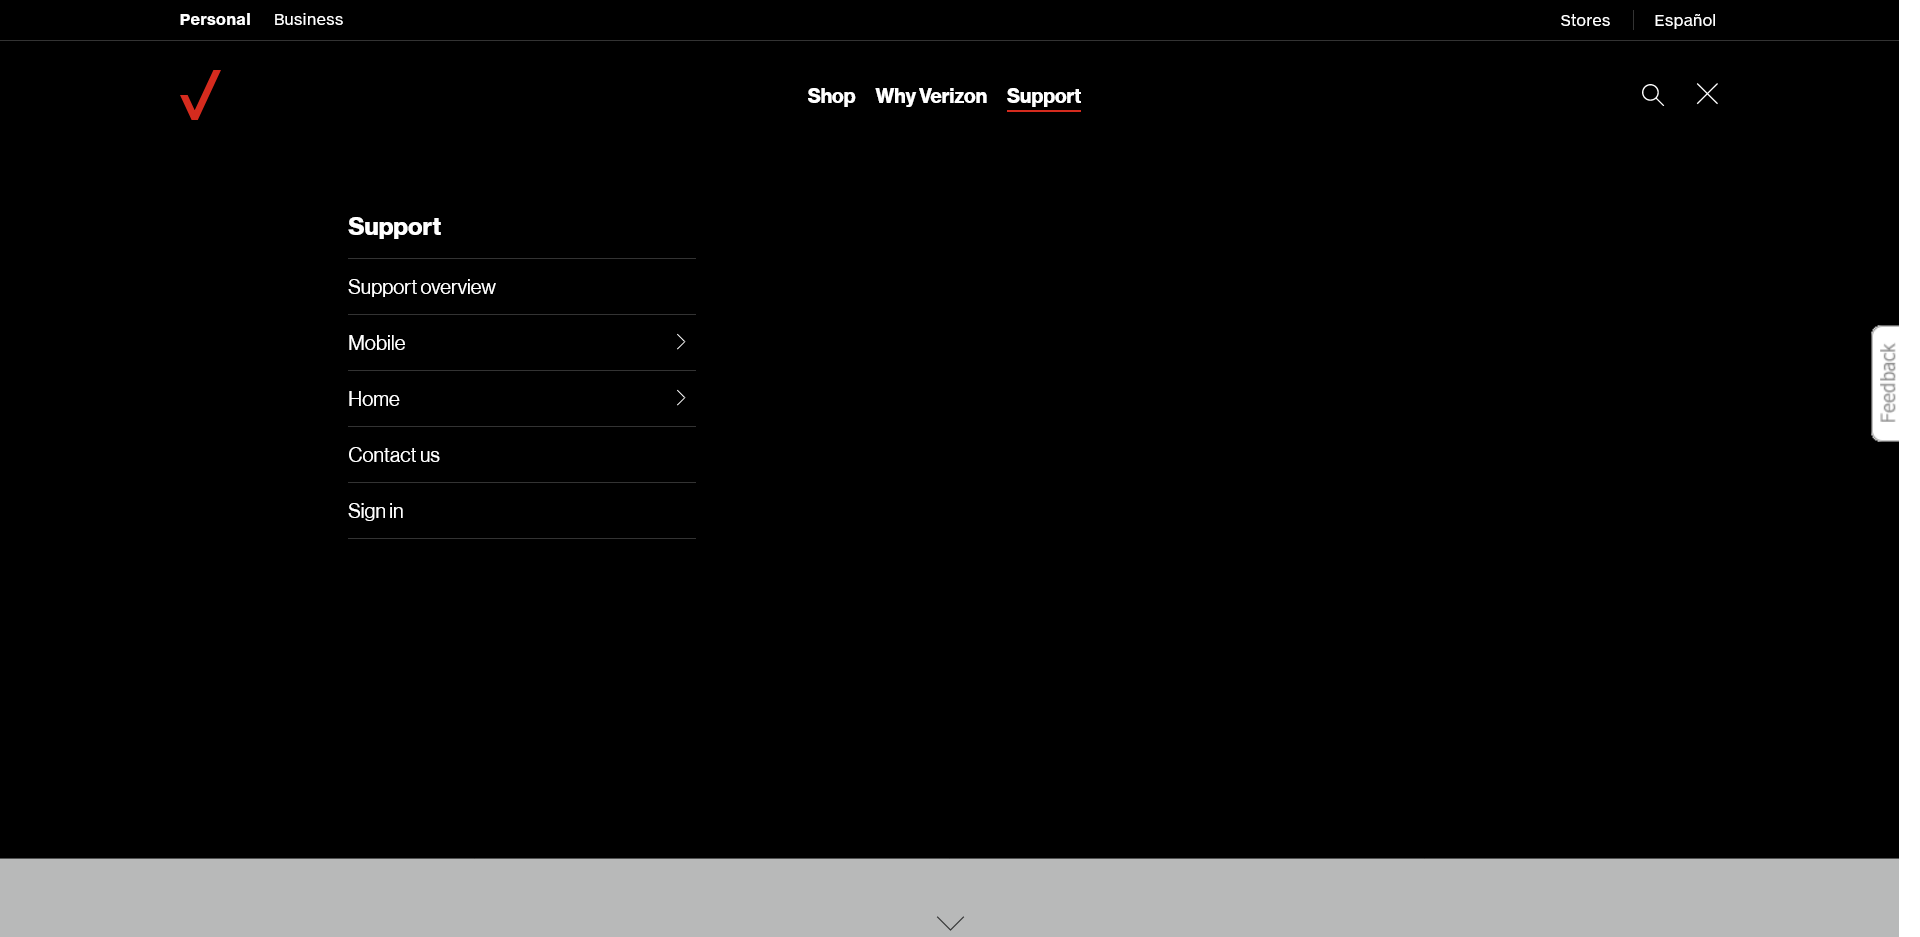 Personal Business Stores Español
Shop Why Verizon Support
Support
Support overview
Mobile
Home
Contact us
Sign in
Feedback